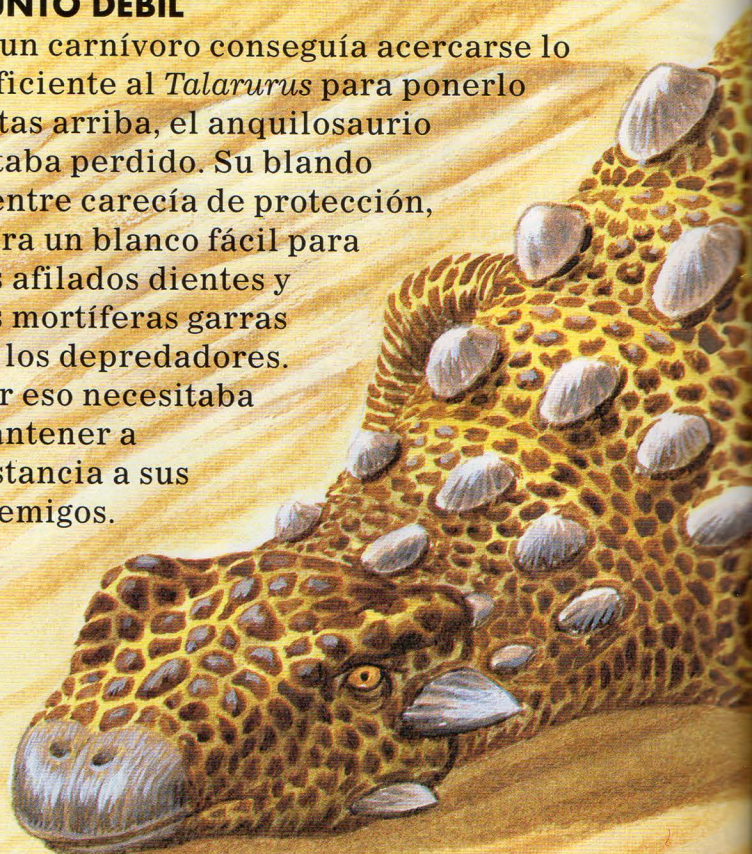 UNTO DÉBIL
un carnívoro conseguía acercarse lo
ficiente al Talarurus para ponerlo
tas arriba, el anquilosaurio
taba perdido. Su blando
entre carecía de protección,
ra un blanco fácil para
s afilados dientes y
s mortíferas garras
los depredadores.
r eso necesitaba
antener a
stancia a sus
emigos.